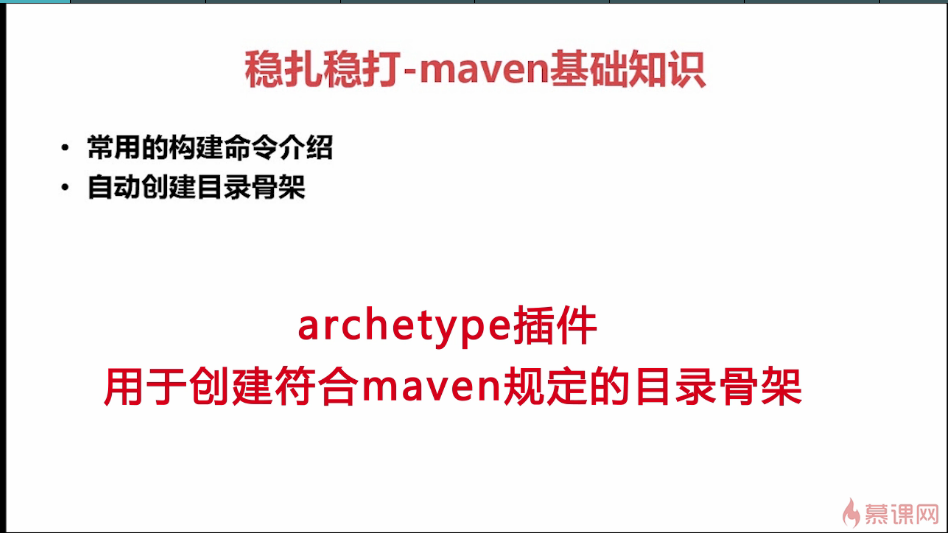 稳扎稳打-maven基础知识
• 常用的构建命令介绍
• 自动创建目录骨架
archetype插件
用于创建符合maven规定的目录骨架
慕课网